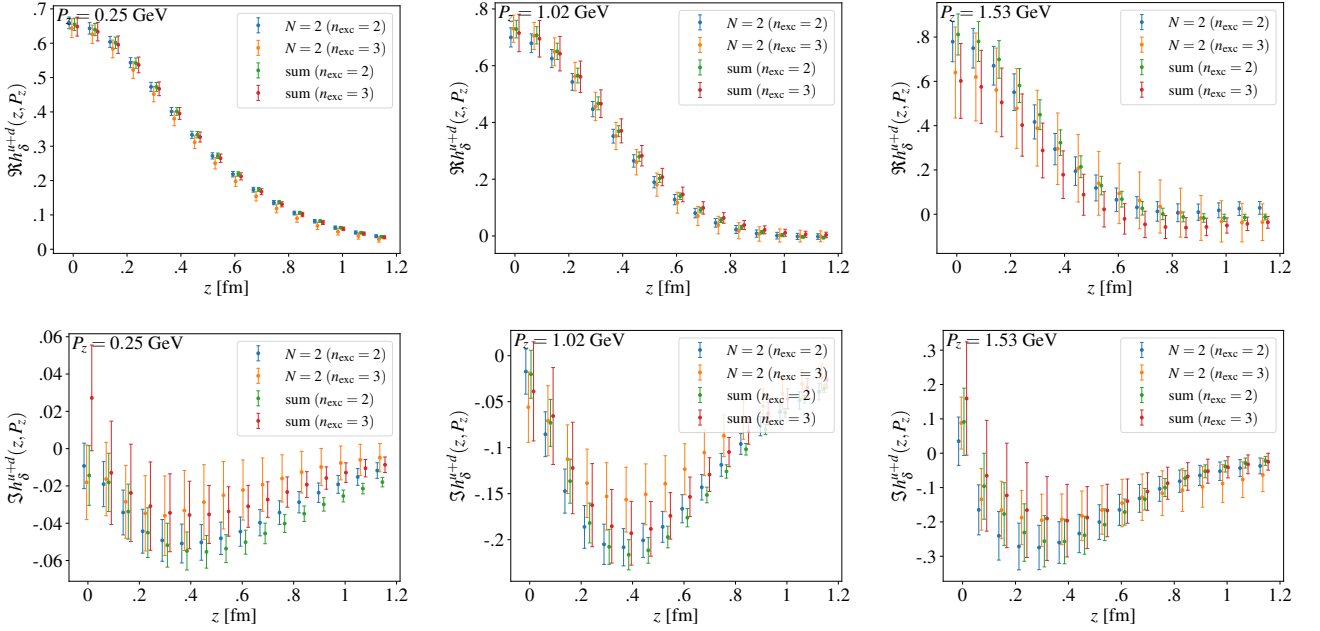 P_z = 0.25 GeV
.7
.6
.5
.4
.3
.2
.1
0
ℜh_δ^{u+d}(z, P_z)
N = 2 (n_exc = 2)
N = 2 (n_exc = 3)
sum (n_exc = 2)
sum (n_exc = 3)
0 .2 .4 .6 .8 1 1.2
z [fm]
P_z = 1.02 GeV
.8
.6
.4
.2
0
ℜh_δ^{u+d}(z, P_z)
N = 2 (n_exc = 2)
N = 2 (n_exc = 3)
sum (n_exc = 2)
sum (n_exc = 3)
0 .2 .4 .6 .8 1 1.2
z [fm]
P_z = 1.53 GeV
.8
.6
.4
.2
0
ℜh_δ^{u+d}(z, P_z)
N = 2 (n_exc = 2)
N = 2 (n_exc = 3)
sum (n_exc = 2)
sum (n_exc = 3)
0 .2 .4 .6 .8 1 1.2
z [fm]
P_z = 0.25 GeV
.06
.04
.02
0
-.02
-.04
-.06
ℑh_δ^{u+d}(z, P_z)
N = 2 (n_exc = 2)
N = 2 (n_exc = 3)
sum (n_exc = 2)
sum (n_exc = 3)
0 .2 .4 .6 .8 1 1.2
z [fm]
P_z = 1.02 GeV
0
-.05
-.1
-.15
-.2
ℑh_δ^{u+d}(z, P_z)
N = 2 (n_exc = 2)
N = 2 (n_exc = 3)
sum (n_exc = 2)
sum (n_exc = 3)
0 .2 .4 .6 .8 1 1.2
z [fm]
P_z = 1.53 GeV
.3
.2
.1
0
-.1
-.2
-.3
ℑh_δ^{u+d}(z, P_z)
N = 2 (n_exc = 2)
N = 2 (n_exc = 3)
sum (n_exc = 2)
sum (n_exc = 3)
0 .2 .4 .6 .8 1 1.2
z [fm]